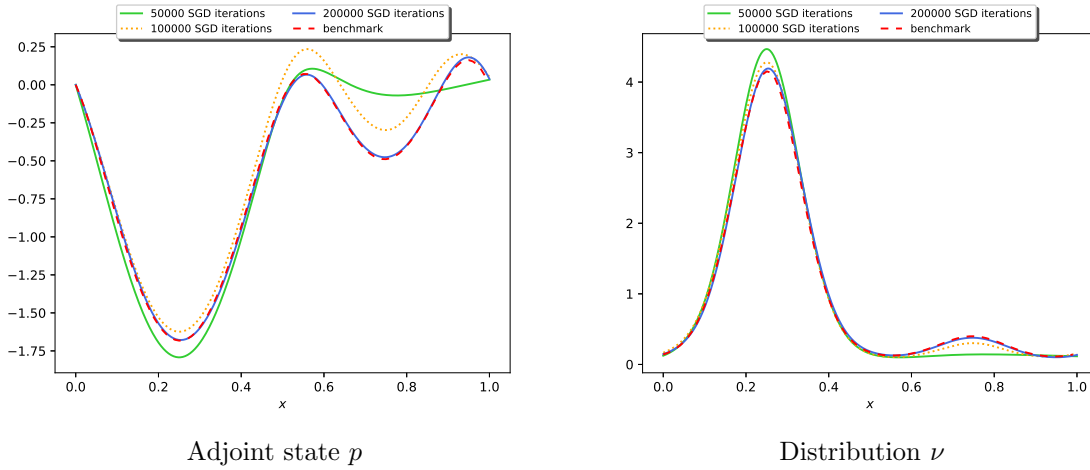 50000 SGD iterations
100000 SGD iterations
200000 SGD iterations
benchmark
0.25
0.00
−0.25
−0.50
−0.75
−1.00
−1.25
−1.50
−1.75
0.0 0.2 0.4 0.6 0.8 1.0
x
Adjoint state p
50000 SGD iterations
100000 SGD iterations
200000 SGD iterations
benchmark
4
3
2
1
0
0.0 0.2 0.4 0.6 0.8 1.0
x
Distribution ν